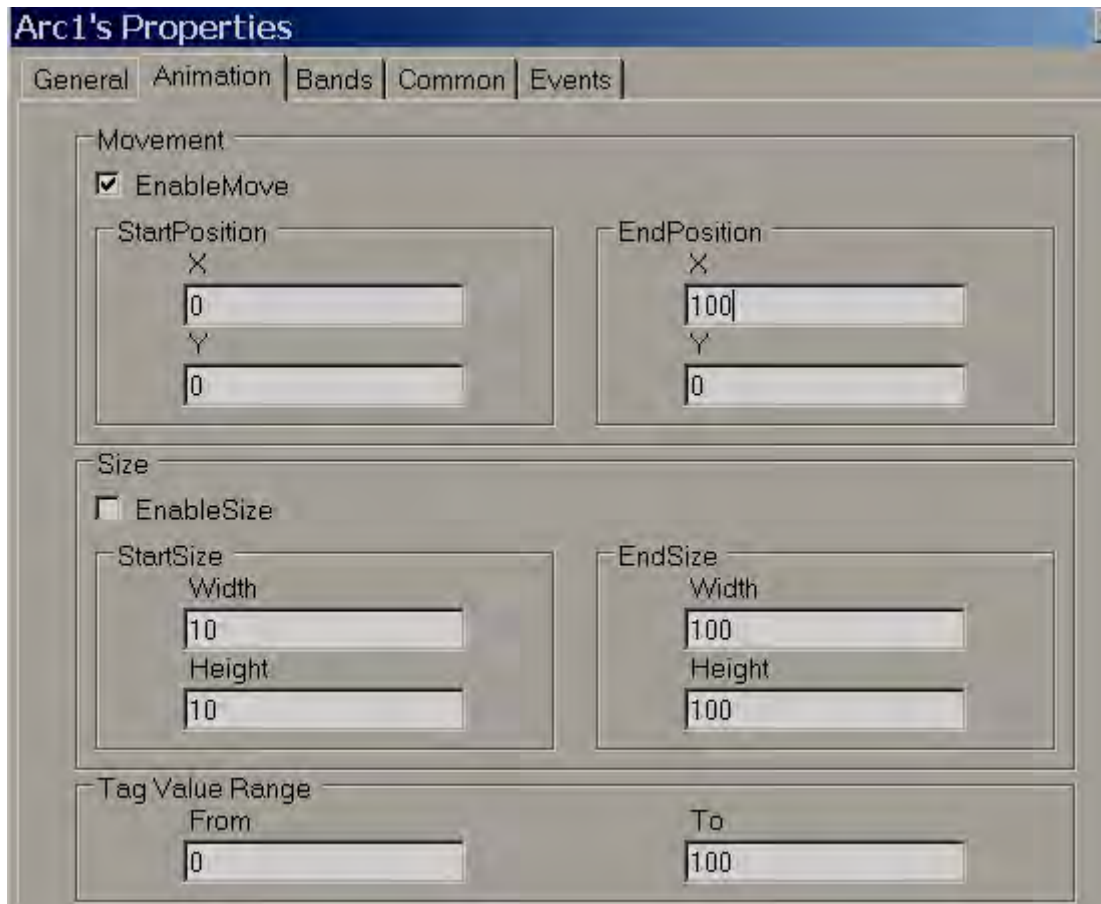 Arc1's Properties
General Animation Bands Common Events
Movement
EnableMove
StartPosition EndPosition
X X
0 100
Y Y
0 0
Size
EnableSize
StartSize EndSize
Width Width
10 100
Height Height
10 100
Tag Value Range
From To
0 100